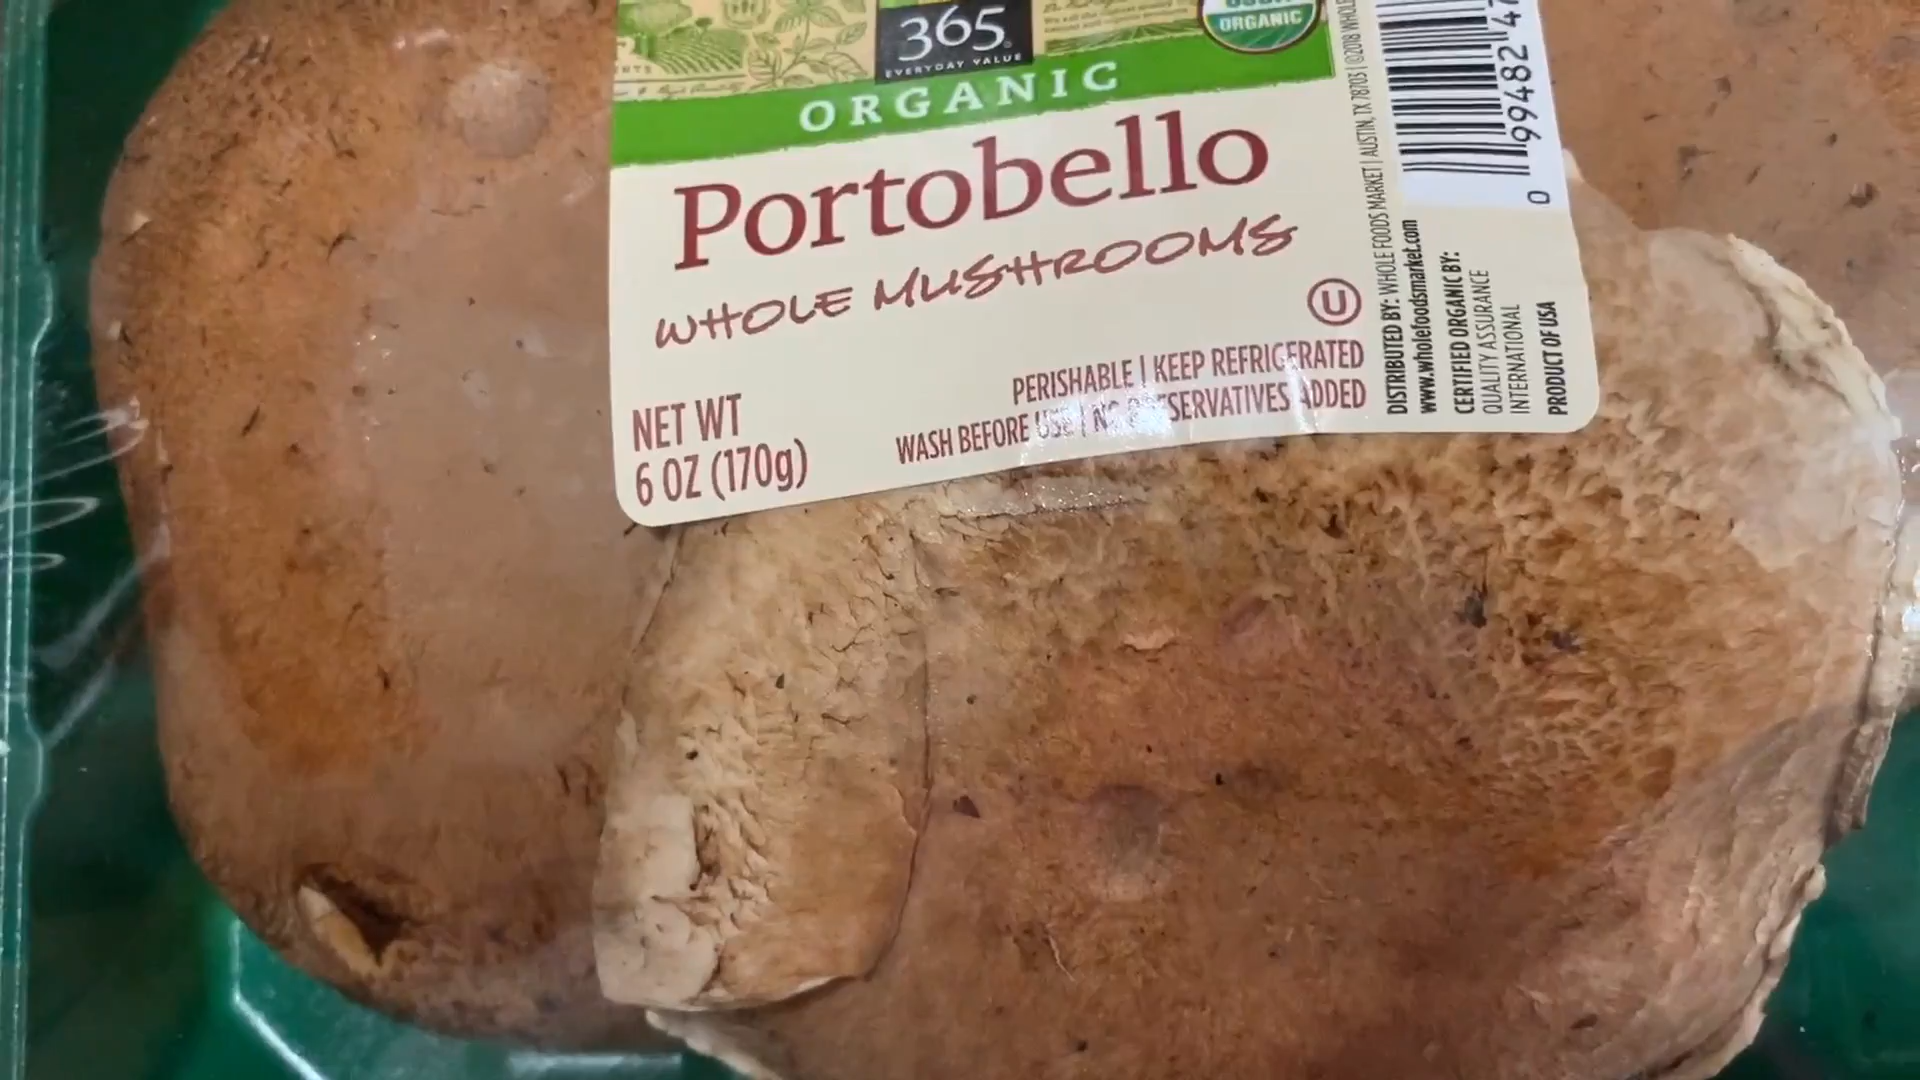 365
EVERYDAY VALUE
ORGANIC
ORGANIC
Portobello
WHOLE MUSHROOMS
U
PERISHABLE | KEEP REFRIGERATED
WASH BEFORE USE | NO PRESERVATIVES ADDED
NET WT
6 OZ (170g)
DISTRIBUTED BY: WHOLE FOODS MARKET | AUSTIN, TX 78703 | ©2018 WHOLE
www.wholefoodsmarket.com
CERTIFIED ORGANIC BY:
QUALITY ASSURANCE
INTERNATIONAL
PRODUCT OF USA
0 99482 47